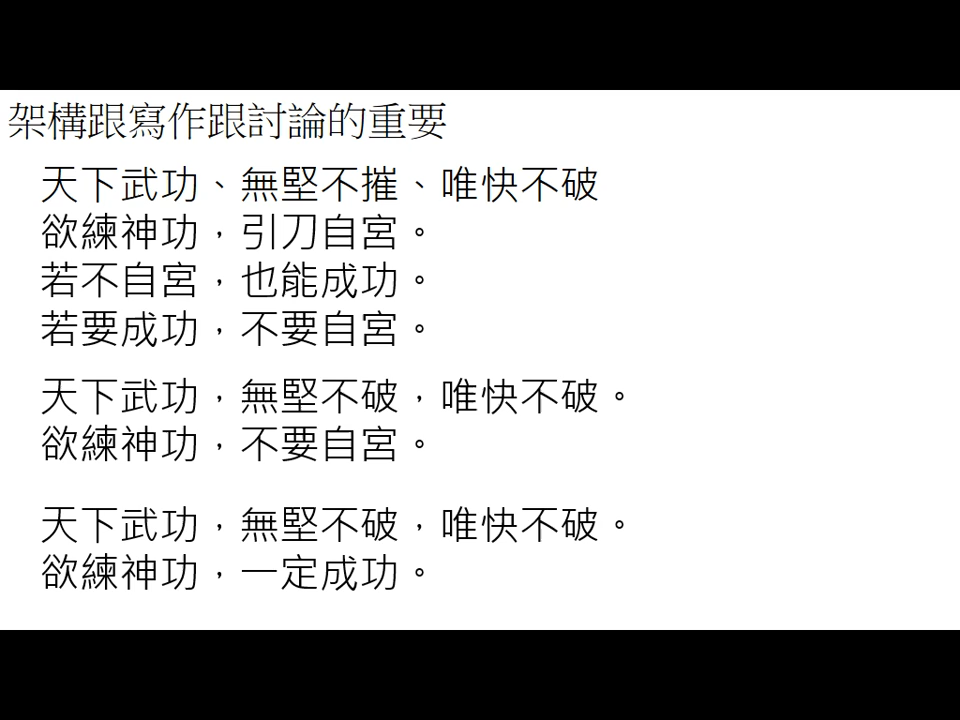 架構跟寫作跟討論的重要
天下武功、無堅不摧、唯快不破
欲練神功，引刀自宮。
若不自宮，也能成功。
若要成功，不要自宮。
天下武功，無堅不破，唯快不破。
欲練神功，不要自宮。
天下武功，無堅不破，唯快不破。
欲練神功，一定成功。